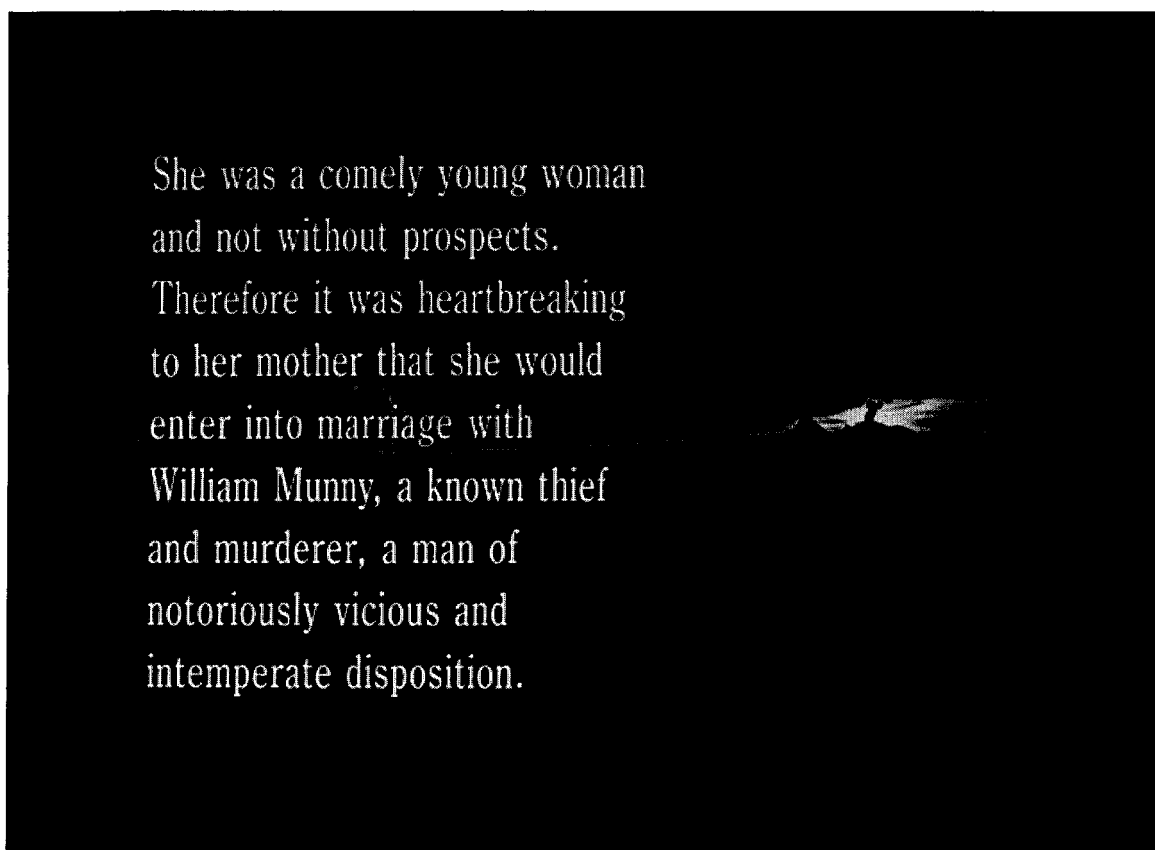 She was a comely young woman
and not without prospects.
Therefore it was heartbreaking
to her mother that she would
enter into marriage with
William Munny, a known thief
and murderer, a man of
notoriously vicious and
intemperate disposition.